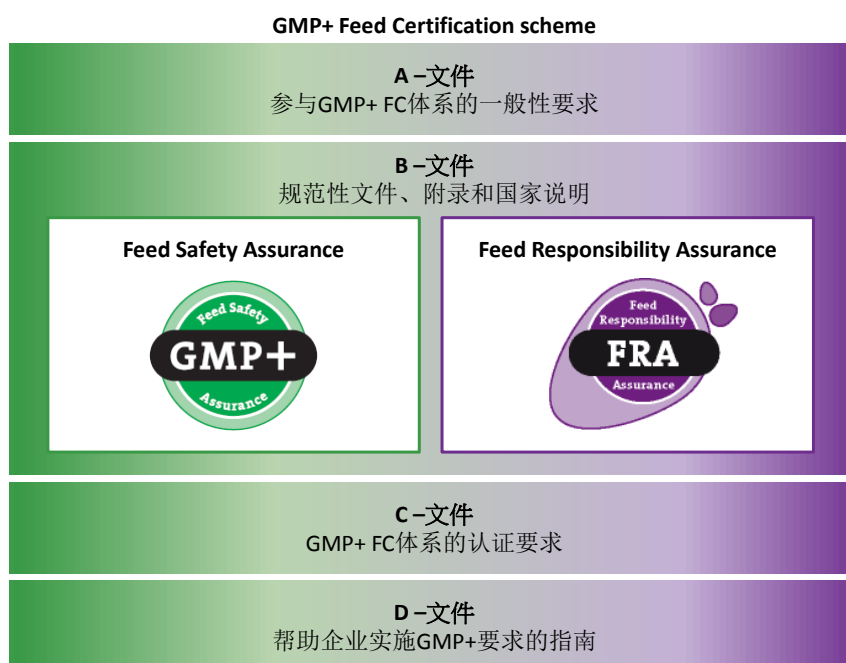 GMP+ Feed Certification scheme
A –文件
参与GMP+ FC体系的一般性要求
B –文件
规范性文件、附录和国家说明
Feed Safety Assurance
Feed Safety
GMP+
Assurance
Feed Responsibility Assurance
Feed
Responsibility
FRA
Assurance
C –文件
GMP+ FC体系的认证要求
D –文件
帮助企业实施GMP+要求的指南